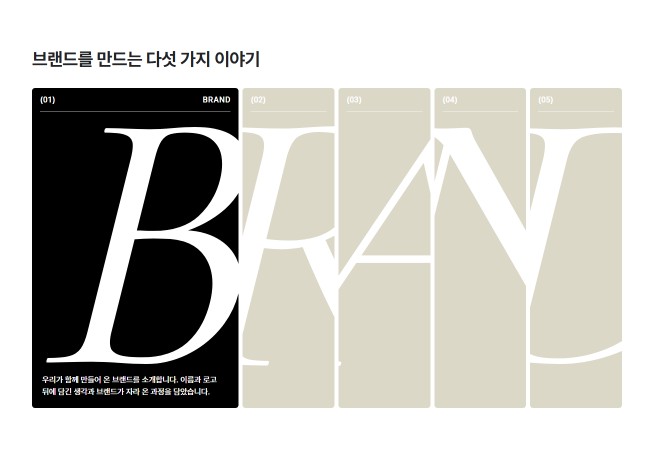 브랜드를 만드는 다섯 가지 이야기
(01) BRAND (02) (03) (04) (05)
B R A N D
우리가 함께 만들어 온 브랜드를 소개합니다. 이름과 로고
뒤에 담긴 생각과 브랜드가 자라 온 과정을 담았습니다.